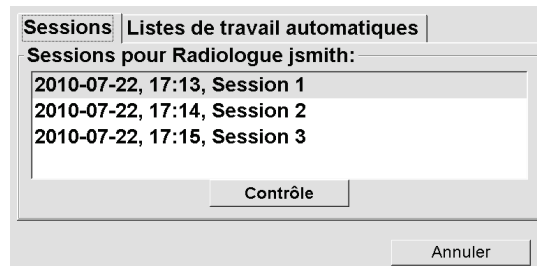 Sessions Listes de travail automatiques
Sessions pour Radiologue jsmith:
2010-07-22, 17:13, Session 1
2010-07-22, 17:14, Session 2
2010-07-22, 17:15, Session 3
Contrôle
Annuler